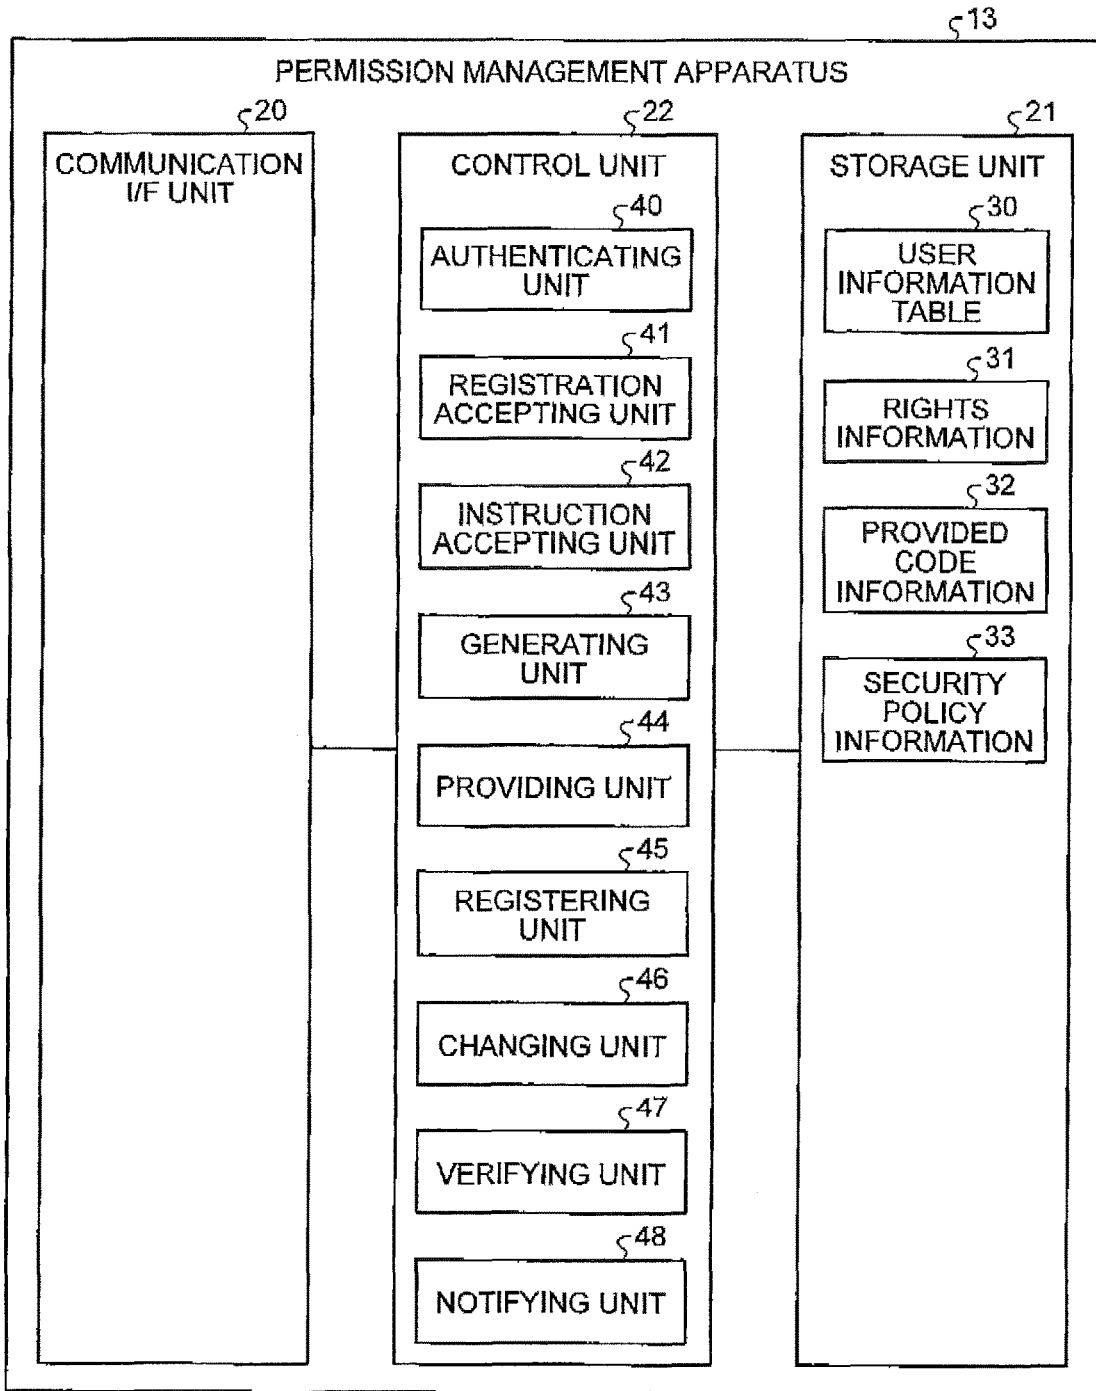 13
PERMISSION MANAGEMENT APPARATUS
20
COMMUNICATION
I/F UNIT
22
CONTROL UNIT
40
AUTHENTICATING
UNIT
41
REGISTRATION
ACCEPTING UNIT
42
INSTRUCTION
ACCEPTING UNIT
43
GENERATING
UNIT
44
PROVIDING UNIT
45
REGISTERING
UNIT
46
CHANGING UNIT
47
VERIFYING UNIT
48
NOTIFYING UNIT
21
STORAGE UNIT
30
USER
INFORMATION
TABLE
31
RIGHTS
INFORMATION
32
PROVIDED
CODE
INFORMATION
33
SECURITY
POLICY
INFORMATION